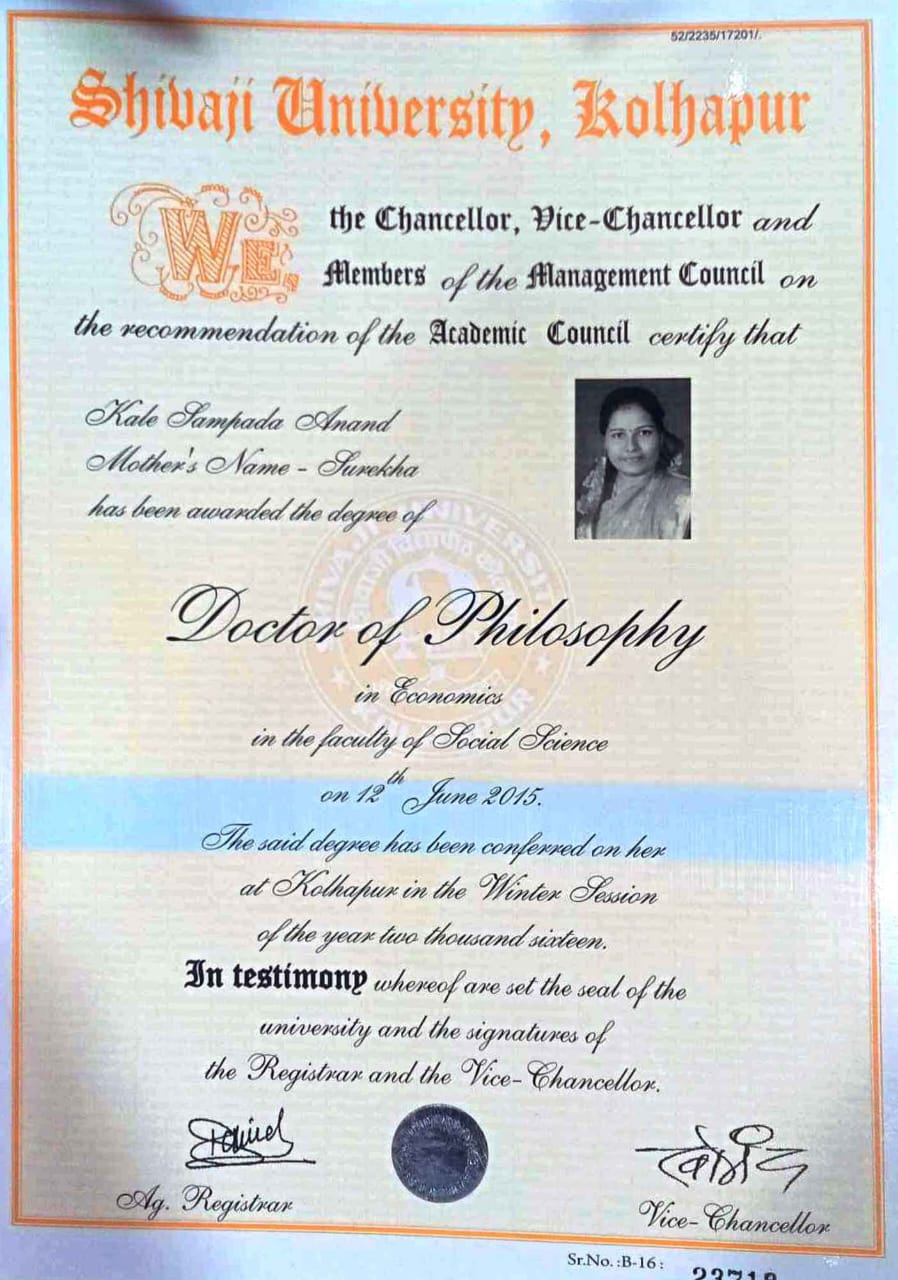 52/2235/17201/.
Shivaji University, Kolhapur
WE, the Chancellor, Vice-Chancellor and
Members of the Management Council on
the recommendation of the Academic Council certify that
Kale Sampada Anand
Mother's Name - Surekha
has been awarded the degree of
Doctor of Philosophy
in Economics
in the faculty of Social Science
on 12th June 2015.
The said degree has been conferred on her
at Kolhapur in the Winter Session
of the year two thousand sixteen.
In testimony whereof are set the seal of the
university and the signatures of
the Registrar and the Vice-Chancellor.
Ag. Registrar
Vice-Chancellor
Sr.No.:B-16: